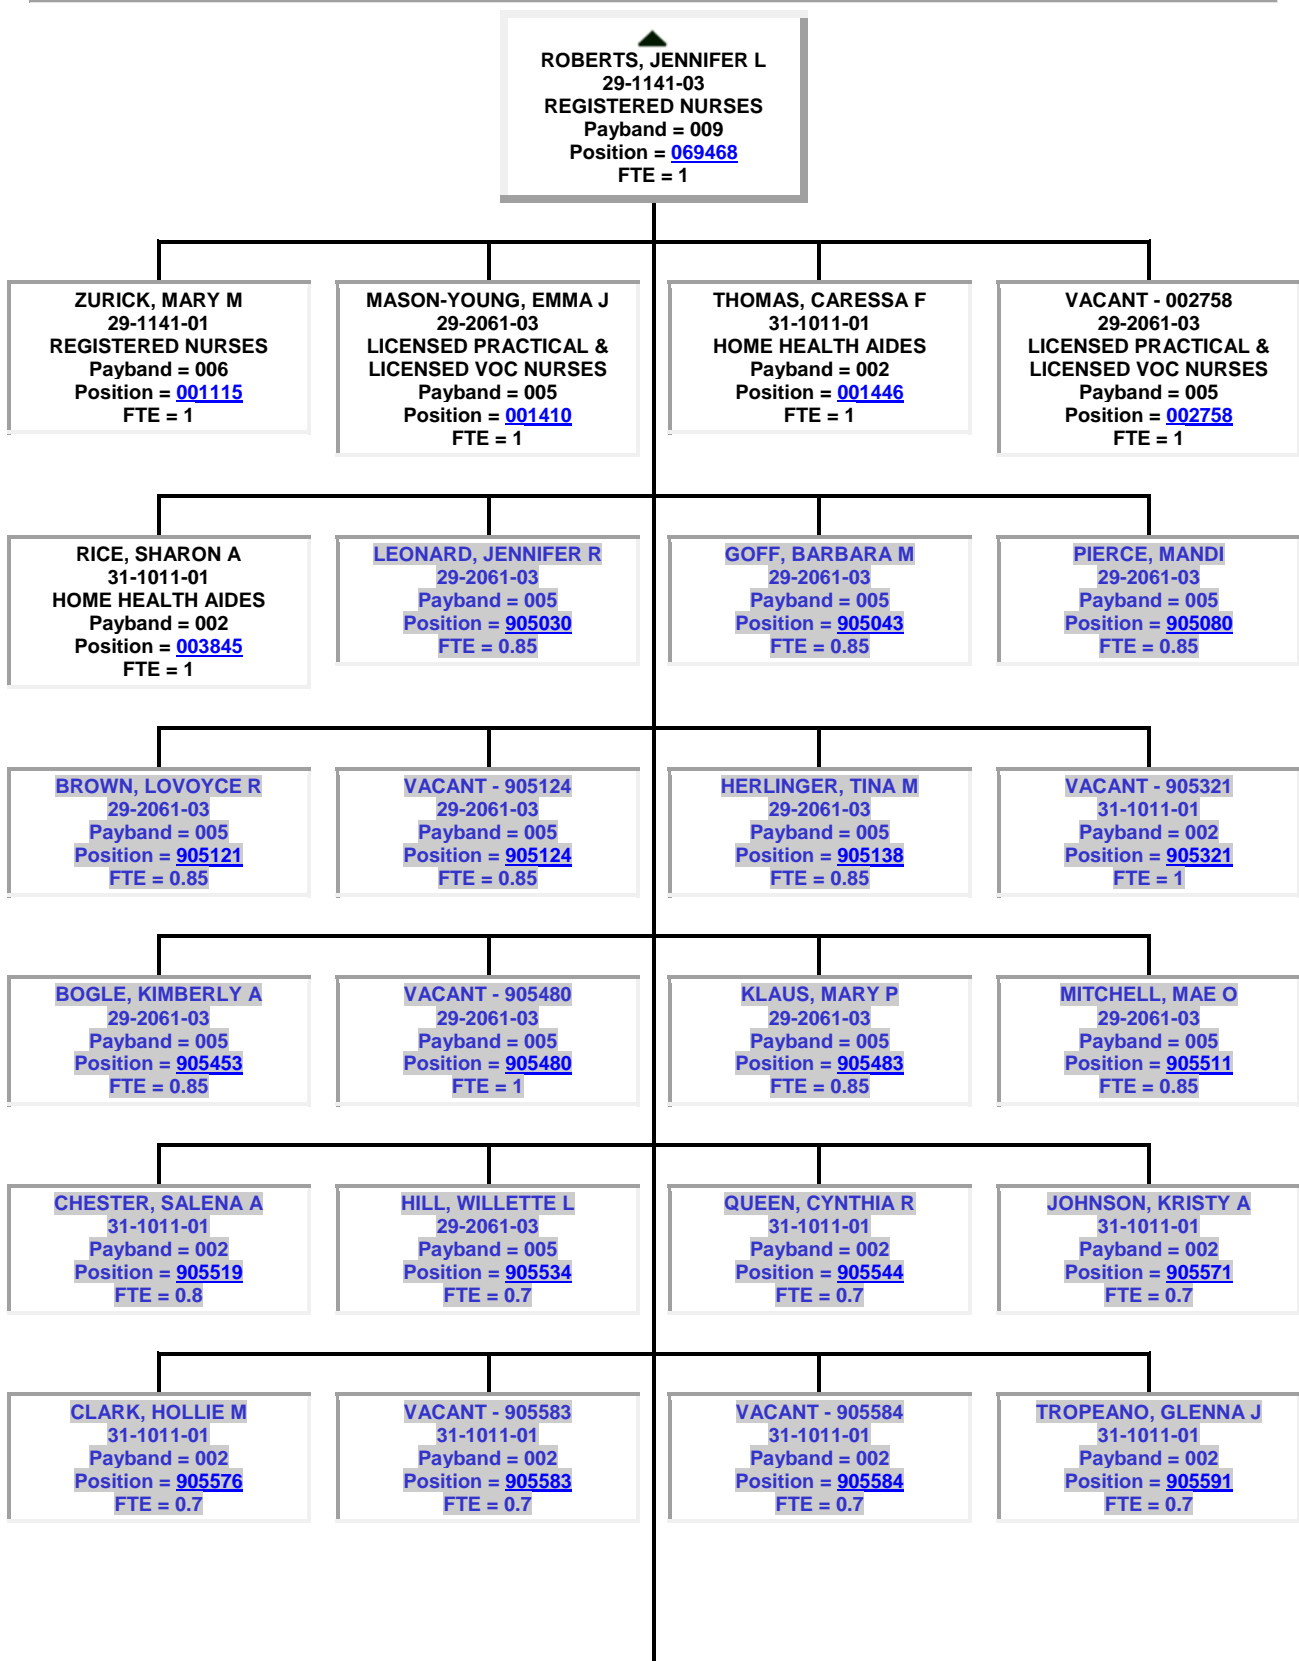 ROBERTS, JENNIFER L
29-1141-03
REGISTERED NURSES
Payband = 009
Position = 069468
FTE = 1
ZURICK, MARY M
29-1141-01
REGISTERED NURSES
Payband = 006
Position = 001115
FTE = 1
MASON-YOUNG, EMMA J
29-2061-03
LICENSED PRACTICAL &
LICENSED VOC NURSES
Payband = 005
Position = 001410
FTE = 1
THOMAS, CARESSA F
31-1011-01
HOME HEALTH AIDES
Payband = 002
Position = 001446
FTE = 1
VACANT - 002758
29-2061-03
LICENSED PRACTICAL &
LICENSED VOC NURSES
Payband = 005
Position = 002758
FTE = 1
RICE, SHARON A
31-1011-01
HOME HEALTH AIDES
Payband = 002
Position = 003845
FTE = 1
LEONARD, JENNIFER R
29-2061-03
Payband = 005
Position = 905030
FTE = 0.85
GOFF, BARBARA M
29-2061-03
Payband = 005
Position = 905043
FTE = 0.85
PIERCE, MANDI
29-2061-03
Payband = 005
Position = 905080
FTE = 0.85
BROWN, LOVOYCE R
29-2061-03
Payband = 005
Position = 905121
FTE = 0.85
VACANT - 905124
29-2061-03
Payband = 005
Position = 905124
FTE = 0.85
HERLINGER, TINA M
29-2061-03
Payband = 005
Position = 905138
FTE = 0.85
VACANT - 905321
31-1011-01
Payband = 002
Position = 905321
FTE = 1
BOGLE, KIMBERLY A
29-2061-03
Payband = 005
Position = 905453
FTE = 0.85
VACANT - 905480
29-2061-03
Payband = 005
Position = 905480
FTE = 1
KLAUS, MARY P
29-2061-03
Payband = 005
Position = 905483
FTE = 0.85
MITCHELL, MAE O
29-2061-03
Payband = 005
Position = 905511
FTE = 0.85
CHESTER, SALENA A
31-1011-01
Payband = 002
Position = 905519
FTE = 0.8
HILL, WILLETTE L
29-2061-03
Payband = 005
Position = 905534
FTE = 0.7
QUEEN, CYNTHIA R
31-1011-01
Payband = 002
Position = 905544
FTE = 0.7
JOHNSON, KRISTY A
31-1011-01
Payband = 002
Position = 905571
FTE = 0.7
CLARK, HOLLIE M
31-1011-01
Payband = 002
Position = 905576
FTE = 0.7
VACANT - 905583
31-1011-01
Payband = 002
Position = 905583
FTE = 0.7
VACANT - 905584
31-1011-01
Payband = 002
Position = 905584
FTE = 0.7
TROPEANO, GLENNA J
31-1011-01
Payband = 002
Position = 905591
FTE = 0.7